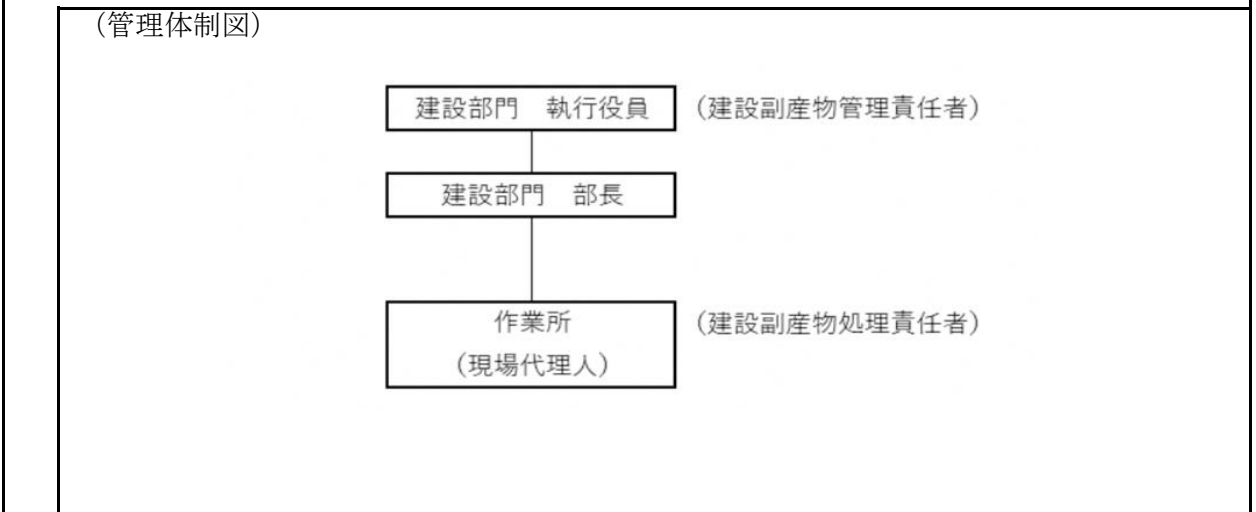 （管理体制図）
建設部門　執行役員　（建設副産物管理責任者）
建設部門　部長
作業所　（建設副産物処理責任者）
（現場代理人）